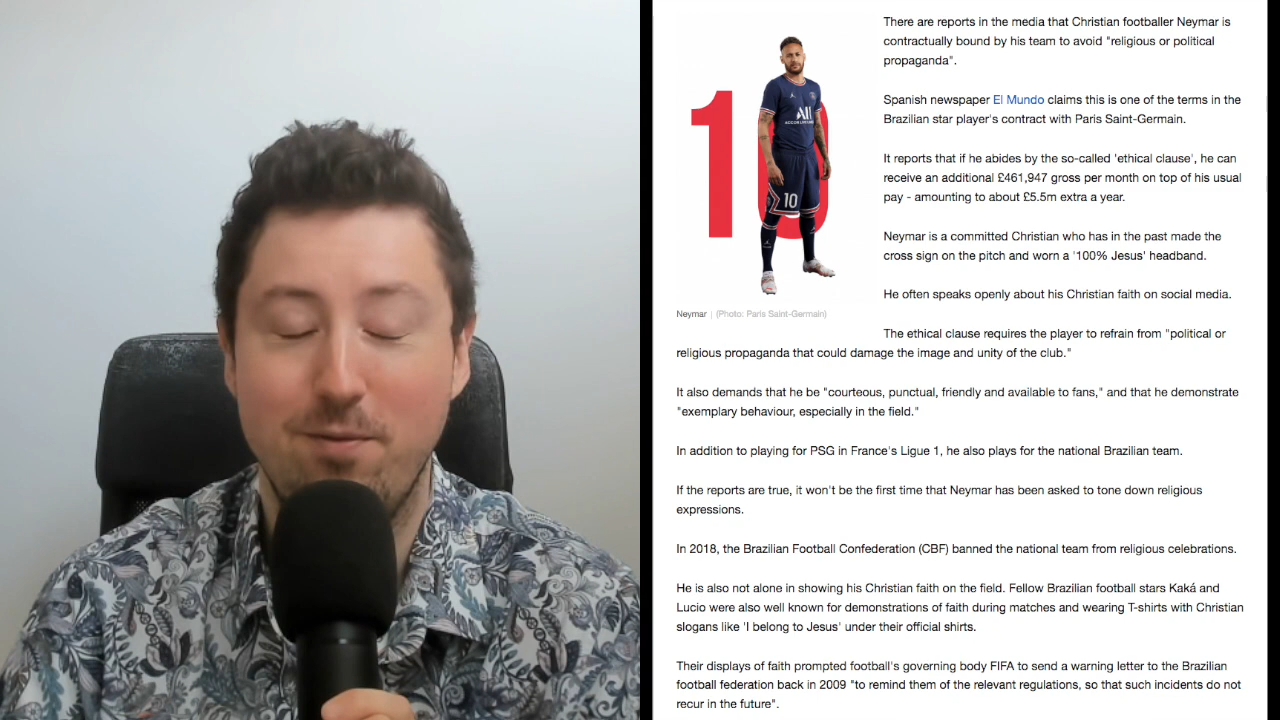 There are reports in the media that Christian footballer Neymar is
contractually bound by his team to avoid "religious or political
propaganda".
Spanish newspaper El Mundo claims this is one of the terms in the
Brazilian star player's contract with Paris Saint-Germain.
It reports that if he abides by the so-called 'ethical clause', he can
receive an additional £461,947 gross per month on top of his usual
pay - amounting to about £5.5m extra a year.
Neymar is a committed Christian who has in the past made the
cross sign on the pitch and worn a '100% Jesus' headband.
He often speaks openly about his Christian faith on social media.
10
10
Neymar | (Photo: Paris Saint-Germain)
The ethical clause requires the player to refrain from "political or
religious propaganda that could damage the image and unity of the club."
It also demands that he be "courteous, punctual, friendly and available to fans," and that he demonstrate
"exemplary behaviour, especially in the field."
In addition to playing for PSG in France's Ligue 1, he also plays for the national Brazilian team.
If the reports are true, it won't be the first time that Neymar has been asked to tone down religious
expressions.
In 2018, the Brazilian Football Confederation (CBF) banned the national team from religious celebrations.
He is also not alone in showing his Christian faith on the field. Fellow Brazilian football stars Kaká and
Lucio were also well known for demonstrations of faith during matches and wearing T-shirts with Christian
slogans like 'I belong to Jesus' under their official shirts.
Their displays of faith prompted football's governing body FIFA to send a warning letter to the Brazilian
football federation back in 2009 "to remind them of the relevant regulations, so that such incidents do not
recur in the future".